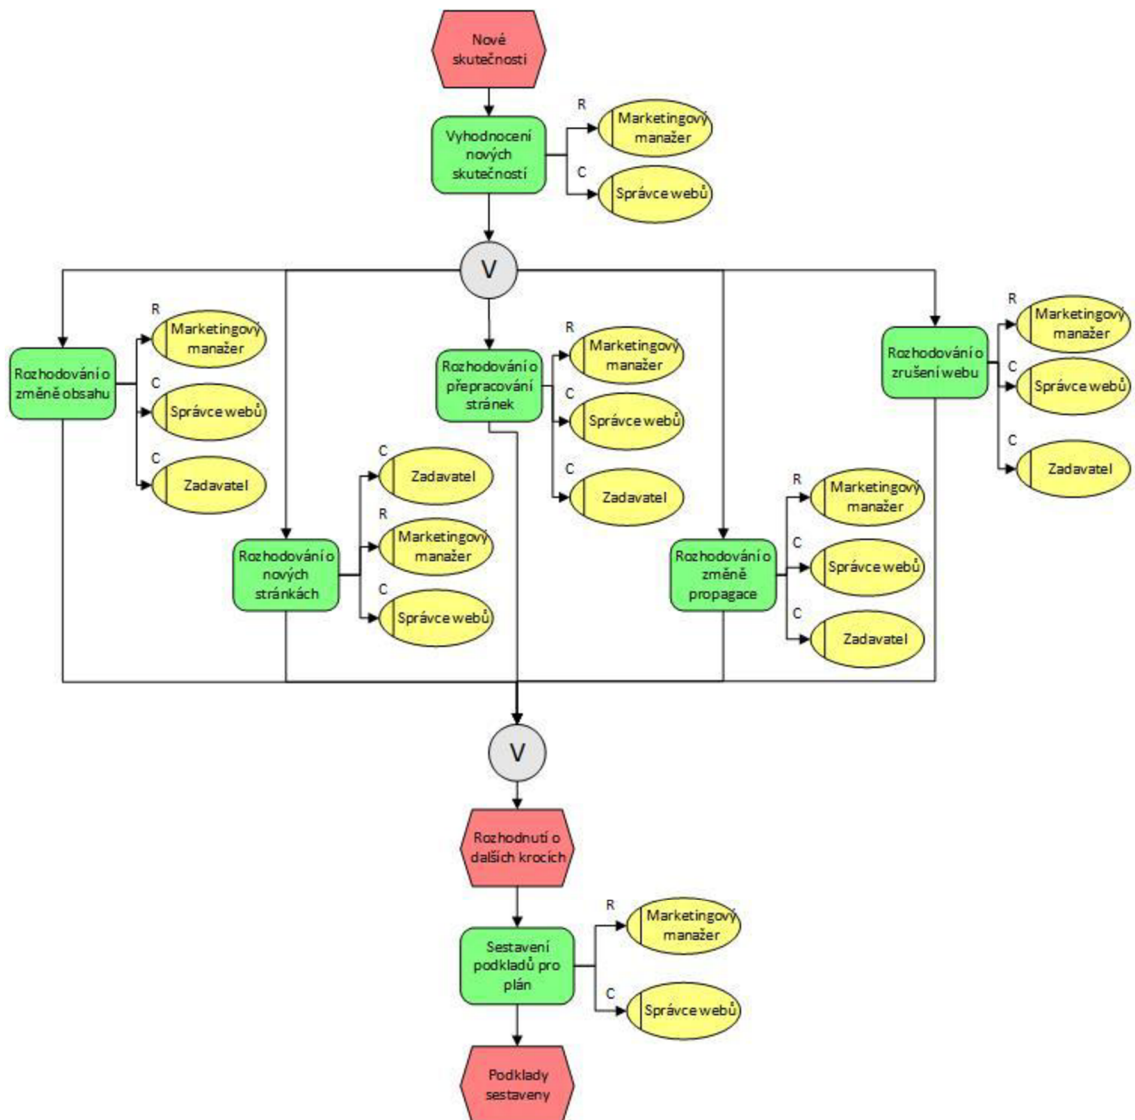 Nové
skutečnosti
Vyhodnocení
nových
skutečností
R
Marketingový
manažer
C
Správce webů
V
Rozhodování o
změně obsahu
R
Marketingový
manažer
C
Správce webů
C
Zadavatel
Rozhodování o
nových
stránkách
C
Zadavatel
R
Marketingový
manažer
C
Správce webů
Rozhodování o
přepracování
stránek
R
Marketingový
manažer
C
Správce webů
C
Zadavatel
Rozhodování o
změně
propagace
R
Marketingový
manažer
C
Správce webů
C
Zadavatel
Rozhodování o
zrušení webu
R
Marketingový
manažer
C
Správce webů
C
Zadavatel
V
Rozhodnutí o
dalších krocích
Sestavení
podkladů pro
plán
R
Marketingový
manažer
C
Správce webů
Podklady
sestaveny